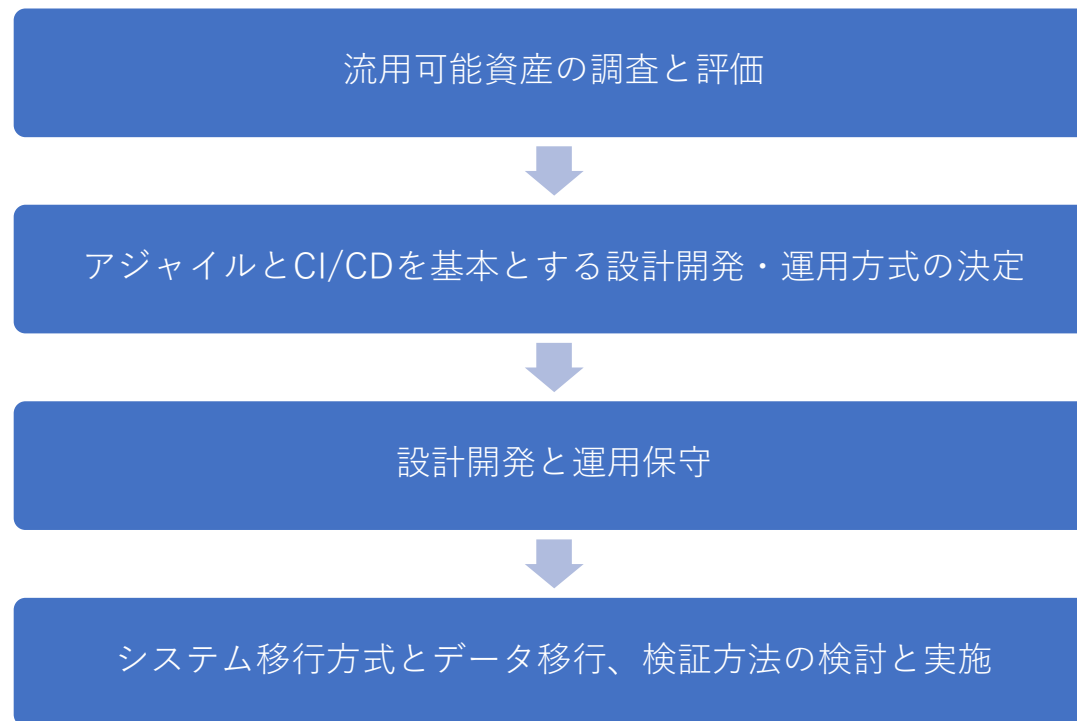 流用可能資産の調査と評価
アジャイルとCI/CDを基本とする設計開発・運用方式の決定
設計開発と運用保守
システム移行方式とデータ移行、検証方法の検討と実施